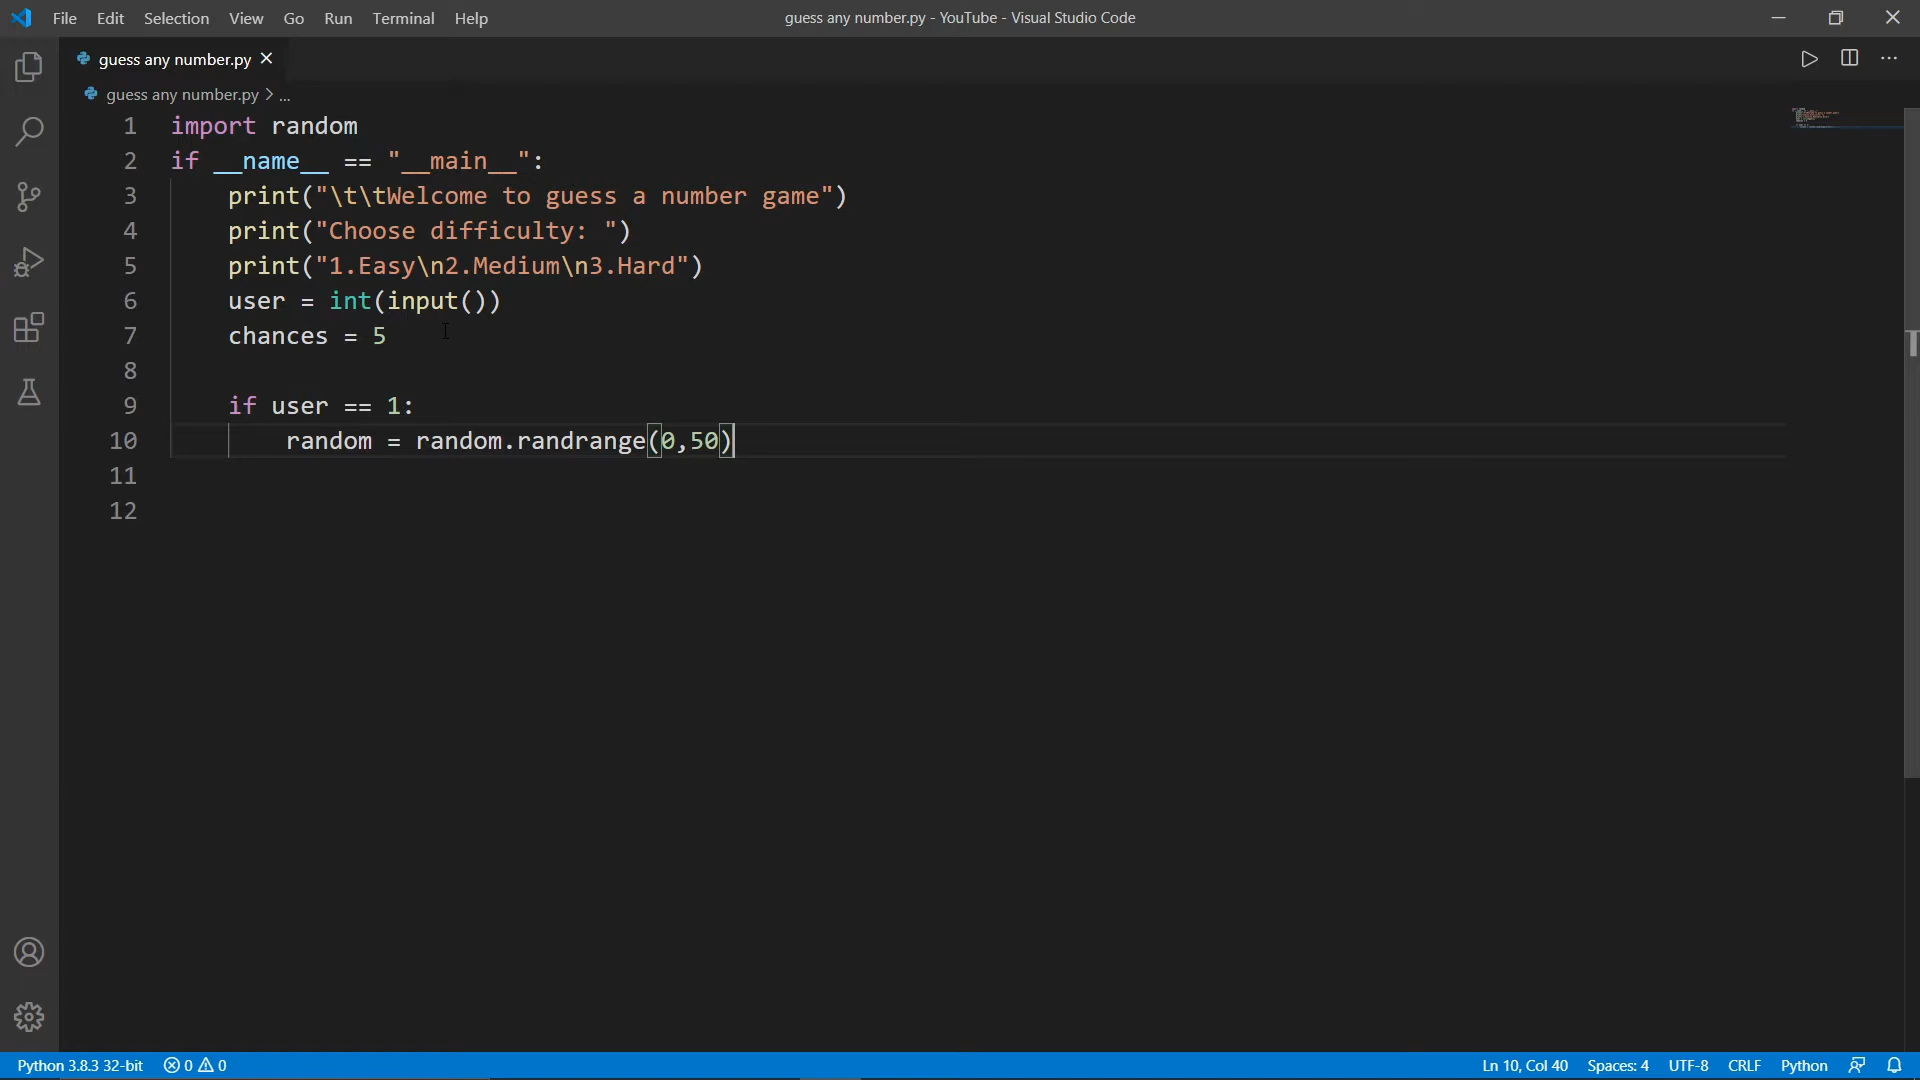 File Edit Selection View Go Run Terminal Help guess any number.py - YouTube - Visual Studio Code
guess any number.py
guess any number.py > ...
1 import random
2 if __name__ == "__main__":
3     print("\t\tWelcome to guess a number game")
4     print("Choose difficulty: ")
5     print("1.Easy\n2.Medium\n3.Hard")
6     user = int(input())
7     chances = 5
8
9     if user == 1:
10         random = random.randrange(0,50)
11
12
Python 3.8.3 32-bit 0 0 Ln 10, Col 40 Spaces: 4 UTF-8 CRLF Python